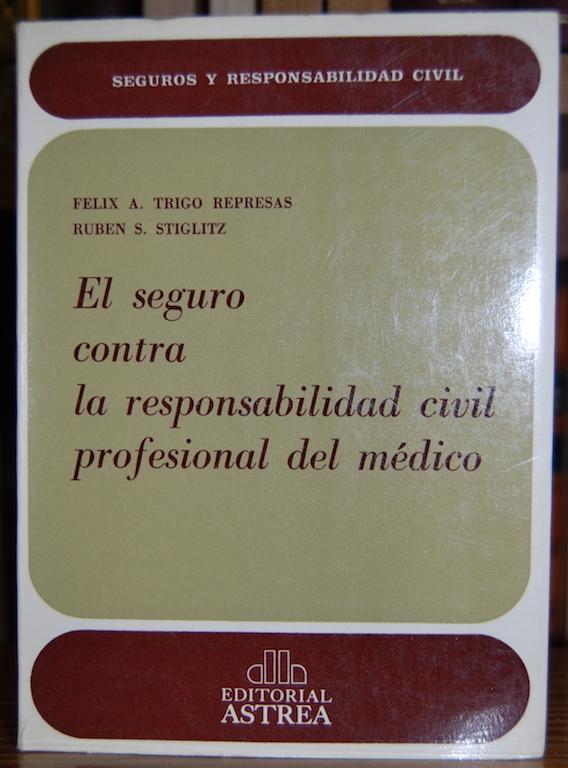 SEGUROS Y RESPONSABILIDAD CIVIL
FELIX A. TRIGO REPRESAS
RUBEN S. STIGLITZ
El seguro
contra
la responsabilidad civil
profesional del médico
EDITORIAL
ASTREA